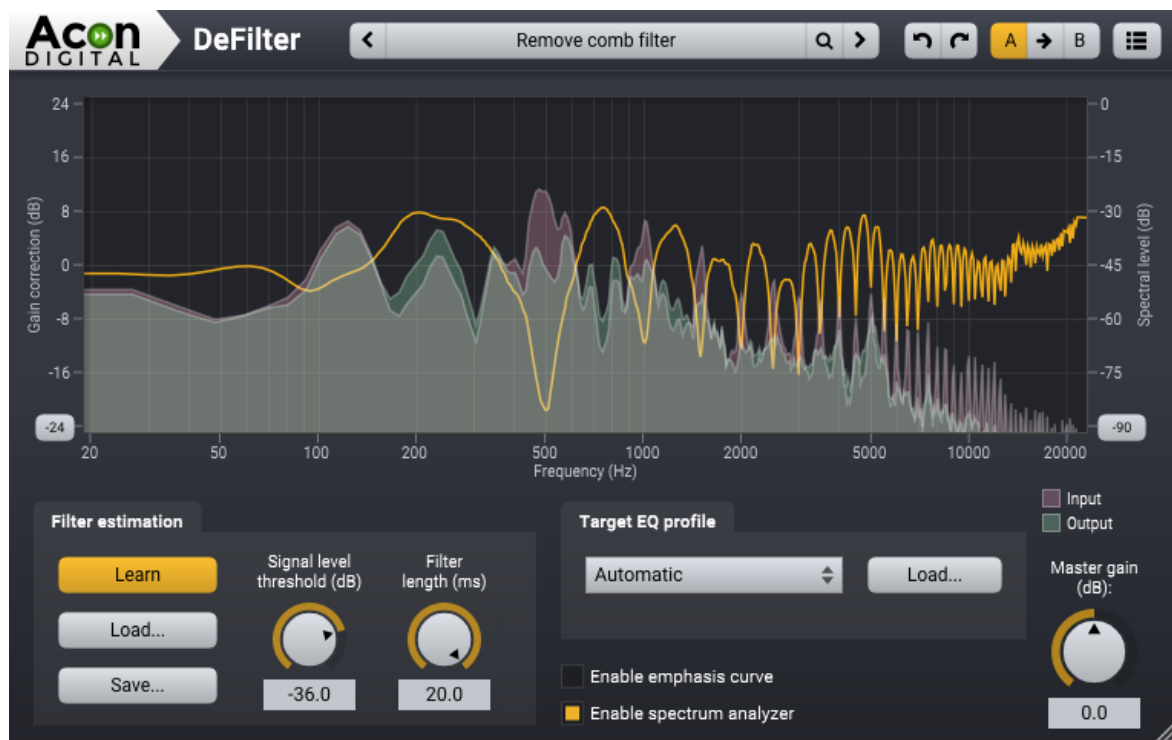 Acon
DIGITAL
DeFilter
Remove comb filter
A
B
24
16
8
0
-8
-16
-24
Gain correction (dB)
0
-15
-30
-45
-60
-75
-90
Spectral level (dB)
20 50 100 200 500 1000 2000 5000 10000 20000
Frequency (Hz)
Input
Output
Filter estimation
Learn
Load...
Save...
Signal level
threshold (dB)
-36.0
Filter
length (ms)
20.0
Target EQ profile
Automatic
Load...
Enable emphasis curve
Enable spectrum analyzer
Master gain
(dB):
0.0